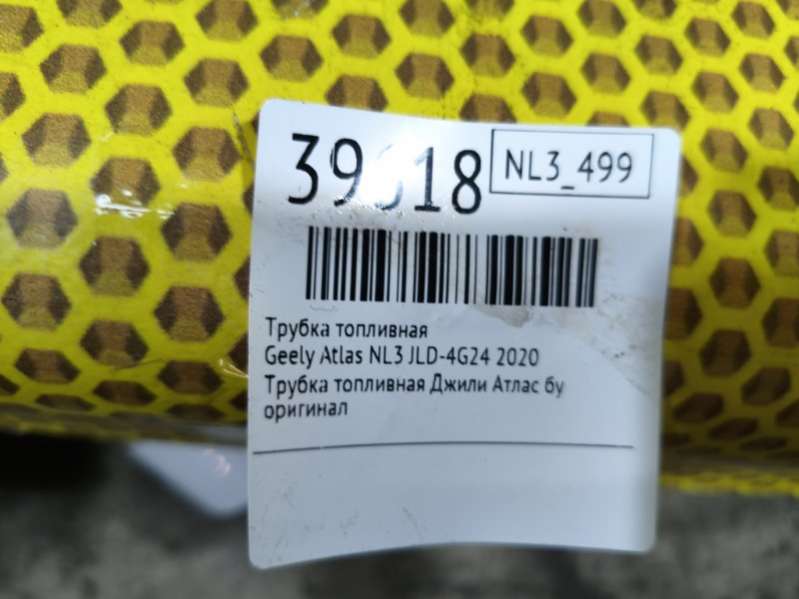 NL3_499
Трубка топливная
Geely Atlas NL3 JLD-4G24 2020
Трубка топливная Джили Атлас бу
оригинал